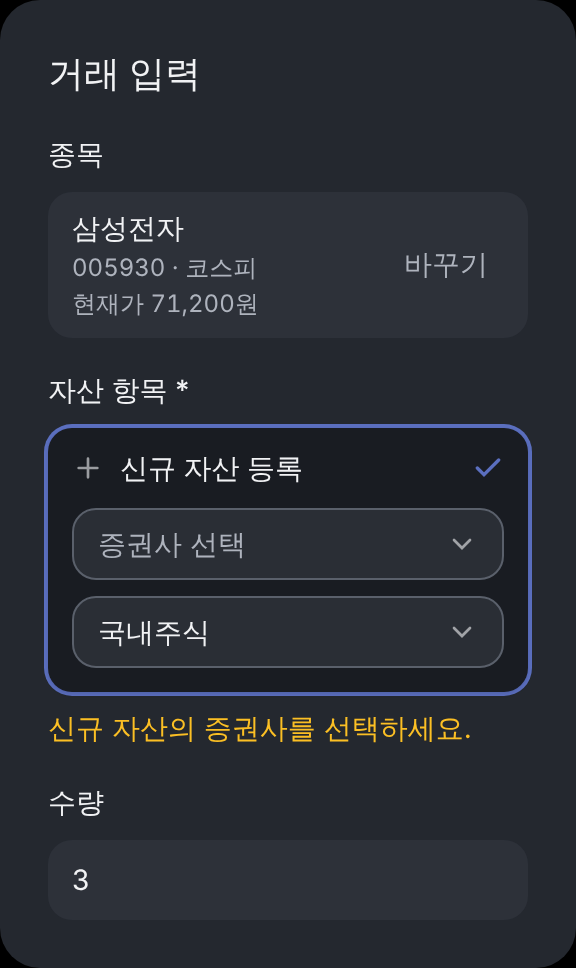 거래 입력
종목
삼성전자
005930 · 코스피
현재가 71,200원
바꾸기
자산 항목 *
신규 자산 등록
증권사 선택
국내주식
신규 자산의 증권사를 선택하세요.
수량
3